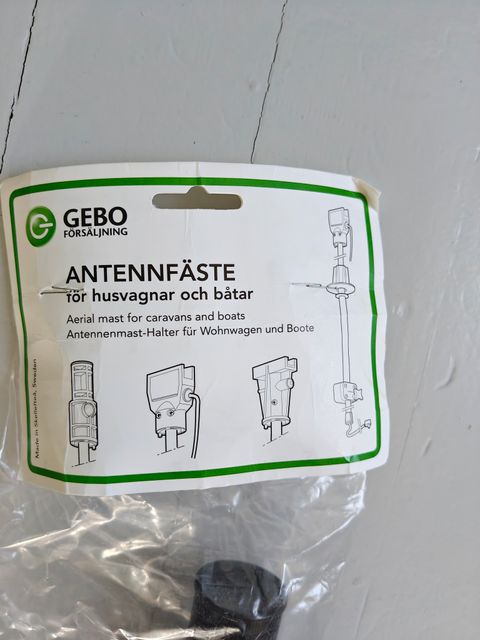 GEBO
FÖRSÄLJNING
ANTENNFÄSTE
för husvagnar och båtar
Aerial mast for caravans and boats
Antennenmast-Halter für Wohnwagen und Boote
Made in Skellefteå, Sweden